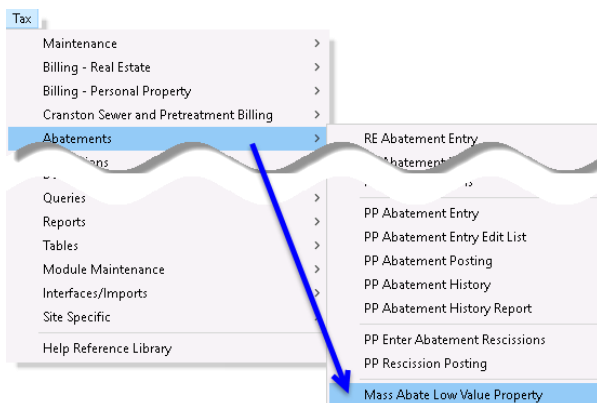 Tax
Maintenance
Billing - Real Estate
Billing - Personal Property
Cranston Sewer and Pretreatment Billing
Abatements
Queries
Reports
Tables
Module Maintenance
Interfaces/Imports
Site Specific
Help Reference Library
RE Abatement Entry
PP Abatement Entry
PP Abatement Entry Edit List
PP Abatement Posting
PP Abatement History
PP Abatement History Report
PP Enter Abatement Rescissions
PP Rescission Posting
Mass Abate Low Value Property